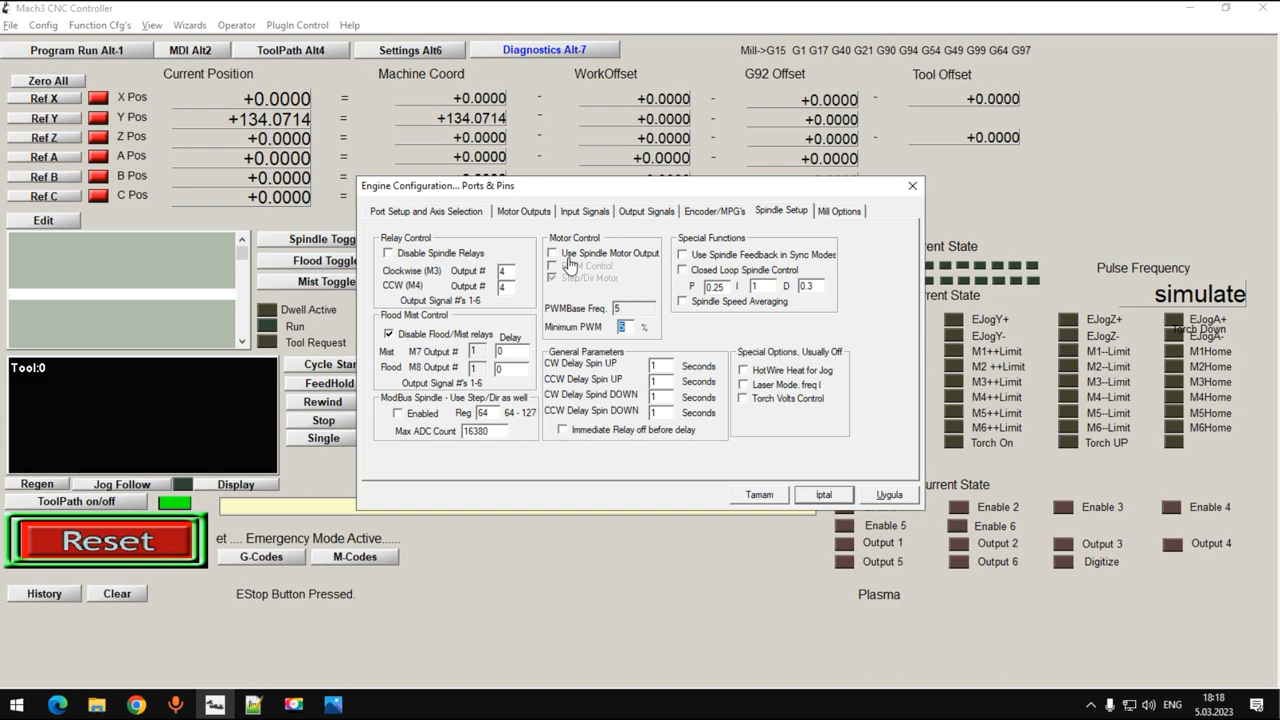 Mach3 CNC Controller
File Config Function Cfg's View Wizards Operator PlugIn Control Help
Program Run Alt-1 MDI Alt2 ToolPath Alt4 Settings Alt6 Diagnostics Alt-7 Mill->G15 G1 G17 G40 G21 G90 G94 G54 G49 G99 G64 G97
Zero All Current Position Machine Coord WorkOffset G92 Offset Tool Offset
Ref X X Pos +0.0000 = +0.0000 - +0.0000 - +0.0000 - +0.0000
Ref Y Y Pos +134.0714 = +134.0714 - +0.0000 - +0.0000
Ref Z Z Pos +0.0000 = +0.0000 - +0.0000 - +0.0000 - +0.0000
Ref A A Pos +0.0000 = +0.0000 - +0.0000 - +0.0000
Ref B B Pos +0.0000 =
Ref C C Pos +0.0000 =
Edit
Spindle Togg
Flood Togg
Mist Togg
Dwell Active
Run
Tool Request
Tool:0
Cycle Star
FeedHold
Rewind
Stop
Single
Regen Jog Follow Display
ToolPath on/off
Reset
et .... Emergency Mode Active.....
G-Codes M-Codes
History Clear EStop Button Pressed. Plasma
Engine Configuration... Ports & Pins
Port Setup and Axis Selection Motor Outputs Input Signals Output Signals Encoder/MPG's Spindle Setup Mill Options
Relay Control
Disable Spindle Relays
Clockwise (M3) Output # 4
CCW (M4) Output # 4
Output Signal #'s 1-6
Flood Mist Control
Disable Flood/Mist relays Delay
Mist M7 Output # 1 0
Flood M8 Output # 1 0
Output Signal #'s 1-6
ModBus Spindle - Use Step/Dir as well
Enabled Reg 64 64 - 127
Max ADC Count 16380
Motor Control
Use Spindle Motor Output
Control
Step/Dir Motor
PWMBase Freq. 5
Minimum PWM 5 %
General Parameters
CW Delay Spin UP 1 Seconds
CCW Delay Spin UP 1 Seconds
CW Delay Spind DOWN 1 Seconds
CCW Delay Spin DOWN 1 Seconds
Immediate Relay off before delay
Special Functions
Use Spindle Feedback in Sync Modes
Closed Loop Spindle Control
P 0.25 I 1 D 0.3
Spindle Speed Averaging
Special Options, Usually Off
HotWire Heat for Jog
Laser Mode. freq
Torch Volts Control
Tamam Iptal Uygula
ent State
Pulse Frequency
rent State simulate
EJogY+ EJogZ+ EJogA+
Torch Down
EJogY- EJogZ- EJogA-
M1++Limit M1--Limit M1Home
M2 ++Limit M2--Limit M2Home
M3++Limit M3--Limit M3Home
M4++Limit M4--Limit M4Home
M5++Limit M5--Limit M5Home
M6++Limit M6--Limit M6Home
Torch On Torch UP
urrent State
Enable 2 Enable 3 Enable 4
Enable 5 Enable 6
Output 1 Output 2 Output 3 Output 4
Output 5 Output 6 Digitize
ENG
18:18
5.03.2023